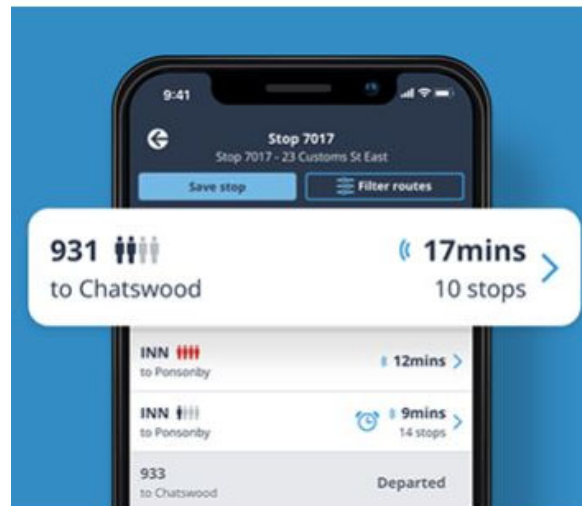 9:41
Stop 7017
Stop 7017 - 23 Customs St East
Save stop
Filter routes
931
17mins
to Chatswood
10 stops
INN
12mins
to Ponsonby
INN
9mins
to Ponsonby
14 stops
933
Departed
to Chatswood